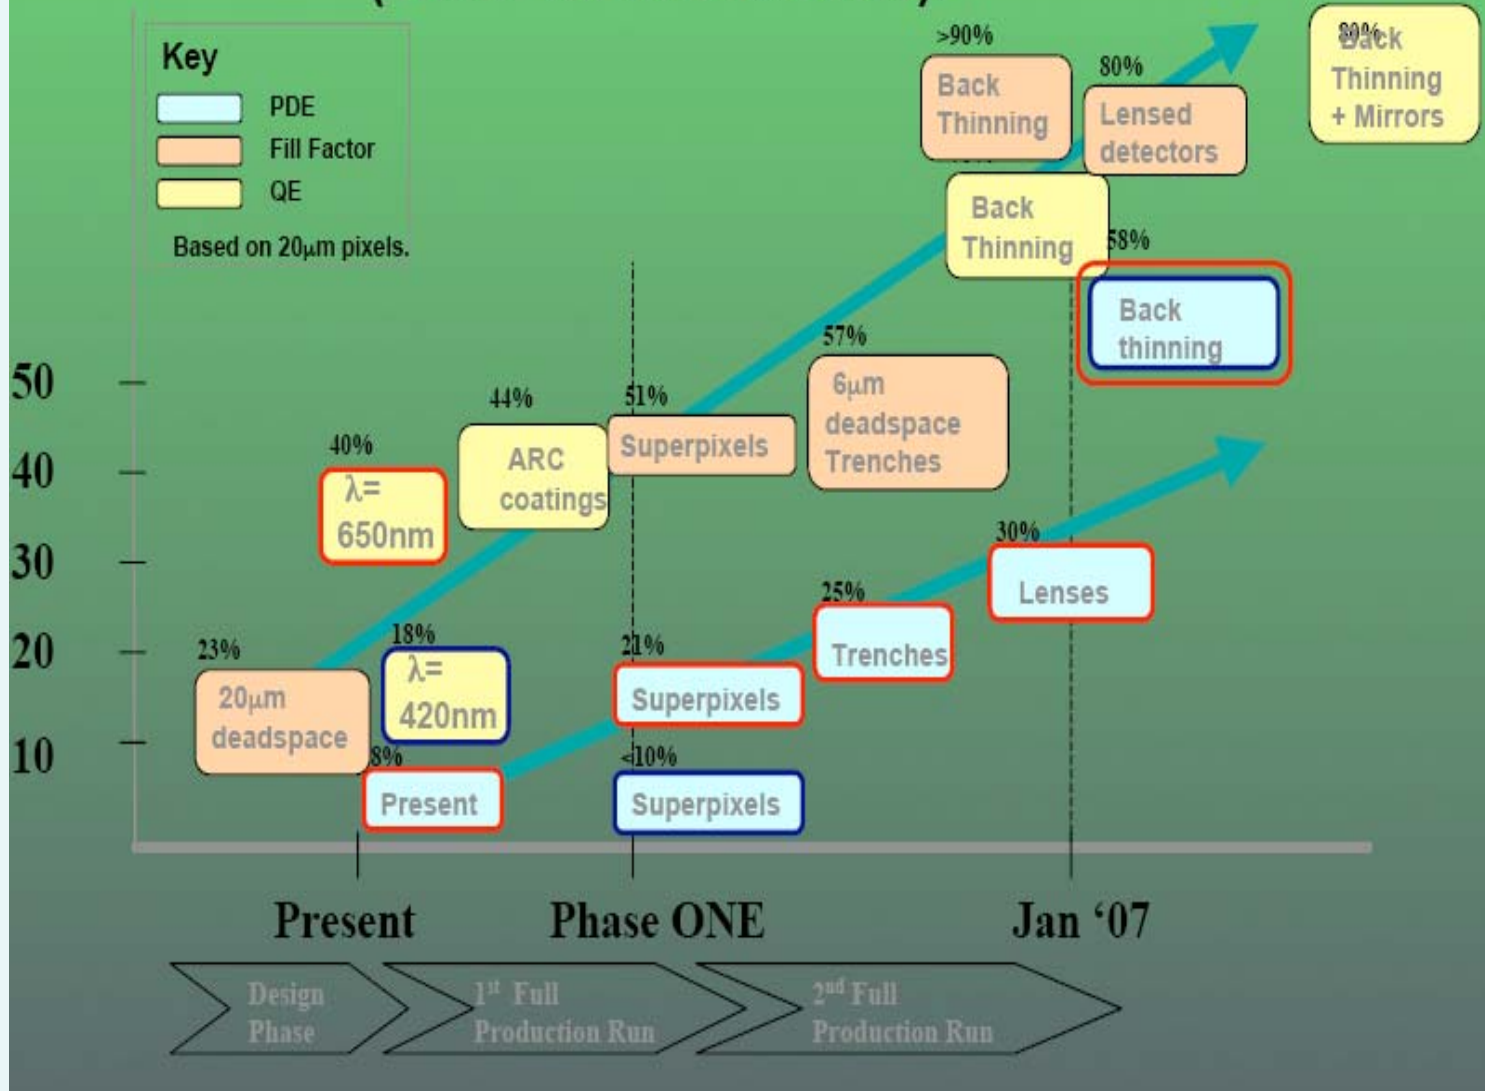 Key
PDE
Fill Factor
QE
Based on 20μm pixels.
>90%
Back
Thinning
80%
Lensed
detectors
Back
Thinning
+ Mirrors
Back
Thinning
58%
Back
thinning
57%
6μm
deadspace
Trenches
51%
Superpixels
44%
ARC
coatings
40%
λ=
650nm
50
40
30
20
10
30%
Lenses
25%
Trenches
21%
Superpixels
<10%
Superpixels
23%
20μm
deadspace
18%
λ=
420nm
8%
Present
Present
Phase ONE
Jan ‘07
Design
Phase
1st Full
Production Run
2nd Full
Production Run